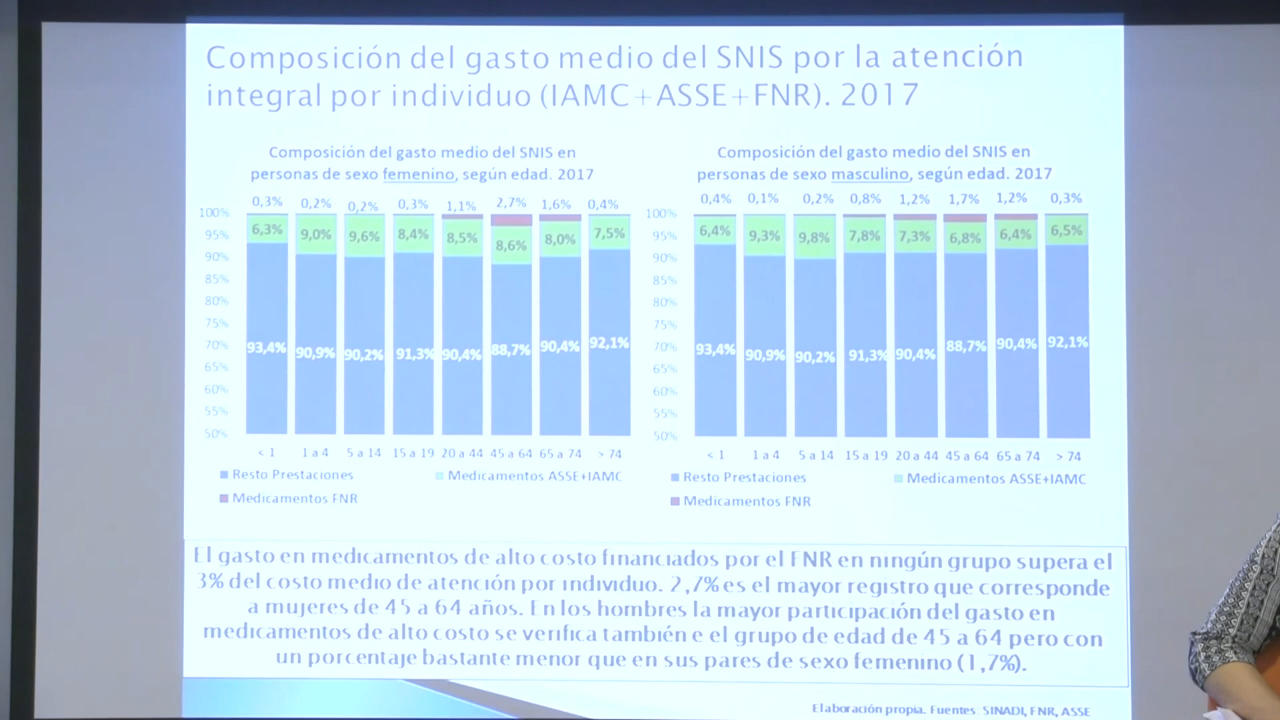 Composición del gasto medio del SNIS por la atención
integral por individuo (IAMC+ASSE+FNR). 2017
Composición del gasto medio del SNIS en
personas de sexo femenino, según edad. 2017
0,3% 0,2% 0,2% 0,3% 1,1% 2,7% 1,6% 0,4%
100%
95%
90%
85%
80%
75%
70%
65%
60%
55%
50%
6,3% 9,0% 9,6% 8,4% 8,5% 8,6% 8,0% 7,5%
93,4% 90,9% 90,2% 91,3% 90,4% 88,7% 90,4% 92,1%
< 1 1 a 4 5 a 14 15 a 19 20 a 44 45 a 64 65 a 74 > 74
Resto Prestaciones Medicamentos ASSE+IAMC
Medicamentos FNR
Composición del gasto medio del SNIS en
personas de sexo masculino, según edad. 2017
0,4% 0,1% 0,2% 0,8% 1,2% 1,7% 1,2% 0,3%
100%
95%
90%
85%
80%
75%
70%
65%
60%
55%
50%
6,4% 9,3% 9,8% 7,8% 7,3% 6,8% 6,4% 6,5%
93,4% 90,9% 90,2% 91,3% 90,4% 88,7% 90,4% 92,1%
< 1 1 a 4 5 a 14 15 a 19 20 a 44 45 a 64 65 a 74 > 74
Resto Prestaciones Medicamentos ASSE+IAMC
Medicamentos FNR
El gasto en medicamentos de alto costo financiados por el FNR en ningún grupo supera el
3% del costo medio de atención por individuo. 2,7% es el mayor registro que corresponde
a mujeres de 45 a 64 años. En los hombres la mayor participación del gasto en
medicamentos de alto costo se verifica también e el grupo de edad de 45 a 64 pero con
un porcentaje bastante menor que en sus pares de sexo femenino (1,7%).
Elaboración propia. Fuentes SINADI, FNR, ASSE